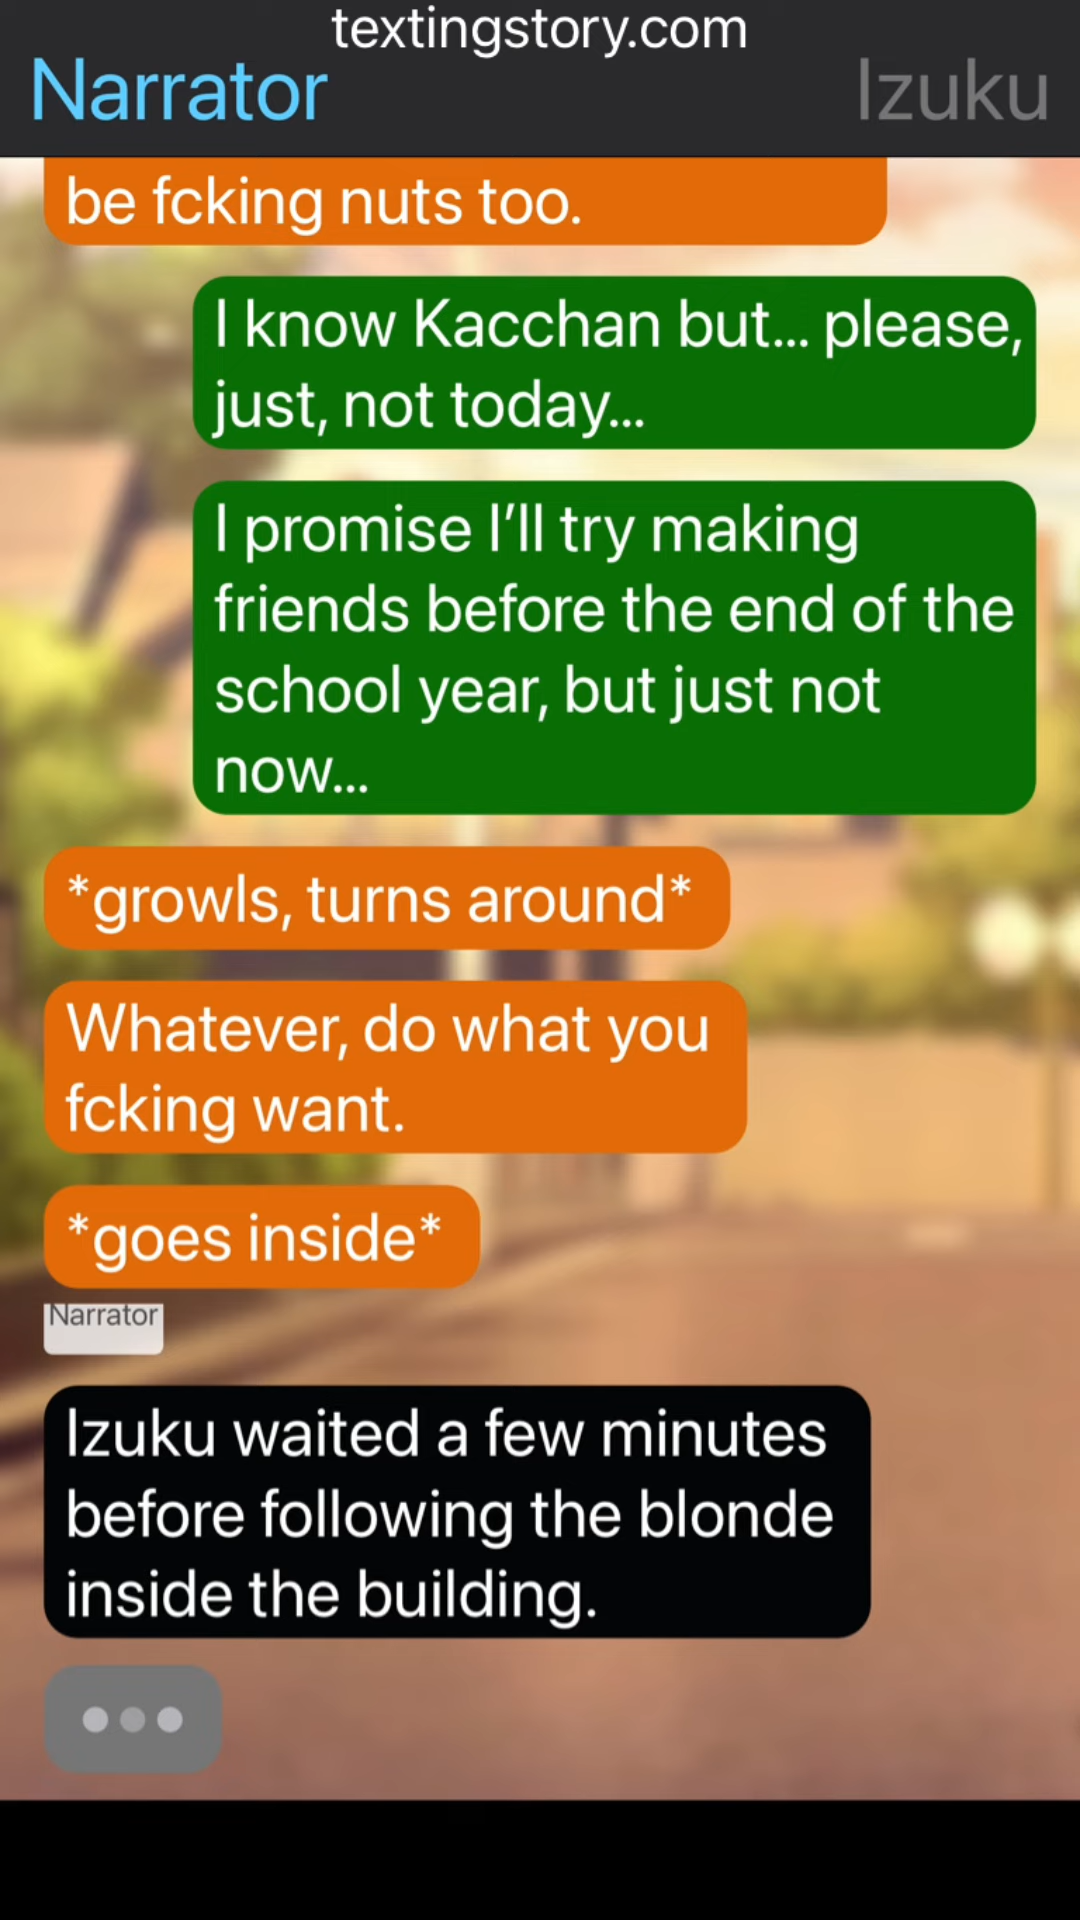 textingstory.com
Narrator
Izuku
be fcking nuts too.
I know Kacchan but... please,
just, not today...
I promise I’ll try making
friends before the end of the
school year, but just not
now...
*growls, turns around*
Whatever, do what you
fcking want.
*goes inside*
Narrator
Izuku waited a few minutes
before following the blonde
inside the building.